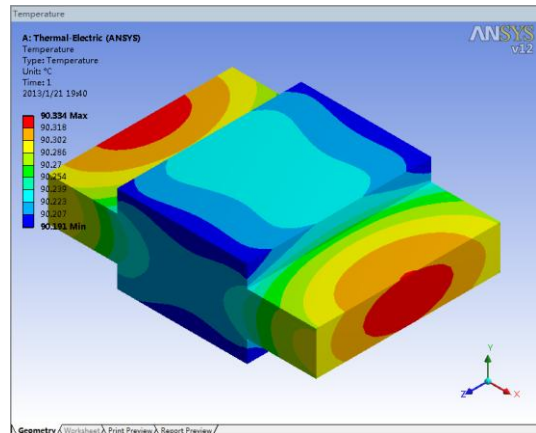 Temperature
A: Thermal-Electric (ANSYS)
Temperature
Type: Temperature
Unit: °C
Time: 1
2013/1/21 19:40
ANSYS
v12
90.334 Max
90.318
90.302
90.286
90.27
90.254
90.239
90.223
90.207
90.191 Min
Y
Z
X
Geometry Worksheet Print Preview Report Preview